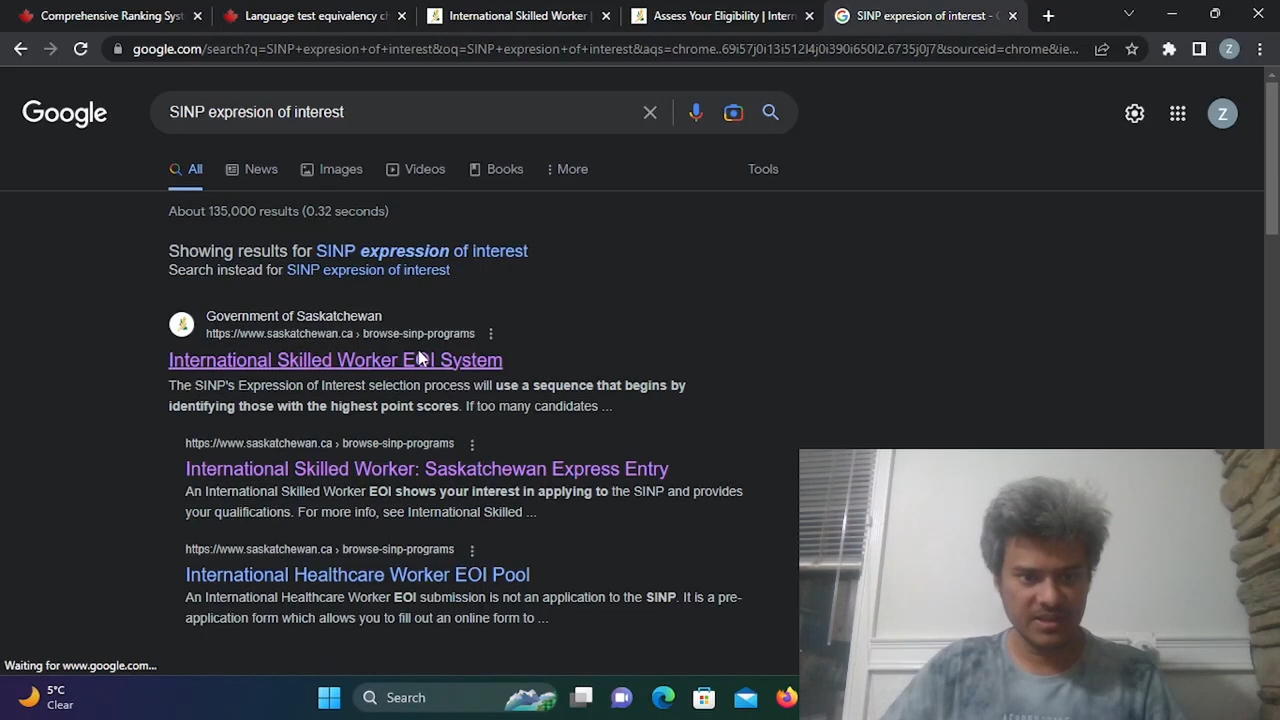 Comprehensive Ranking Syst
Language test equivalency ch
International Skilled Worker |
Assess Your Eligibility | Intern
SINP expresion of interest - G
google.com/search?q=SINP+expresion+of+interest&oq=SINP+expresion+of+interest&aqs=chrome..69i57j0i13i512l4j0i390i650l2.6735j0j7&sourceid=chrome&ie...
Z
Google
SINP expresion of interest
Z
All
News
Images
Videos
Books
More
Tools
About 135,000 results (0.32 seconds)
Showing results for SINP expression of interest
Search instead for SINP expresion of interest
Government of Saskatchewan
https://www.saskatchewan.ca › browse-sinp-programs
International Skilled Worker EOI System
The SINP's Expression of Interest selection process will use a sequence that begins by
identifying those with the highest point scores. If too many candidates ...
https://www.saskatchewan.ca › browse-sinp-programs
International Skilled Worker: Saskatchewan Express Entry
An International Skilled Worker EOI shows your interest in applying to the SINP and provides
your qualifications. For more info, see International Skilled ...
https://www.saskatchewan.ca › browse-sinp-programs
International Healthcare Worker EOI Pool
An International Healthcare Worker EOI submission is not an application to the SINP. It is a pre-
application form which allows you to fill out an online form to ...
Waiting for www.google.com...
5°C
Clear
Search